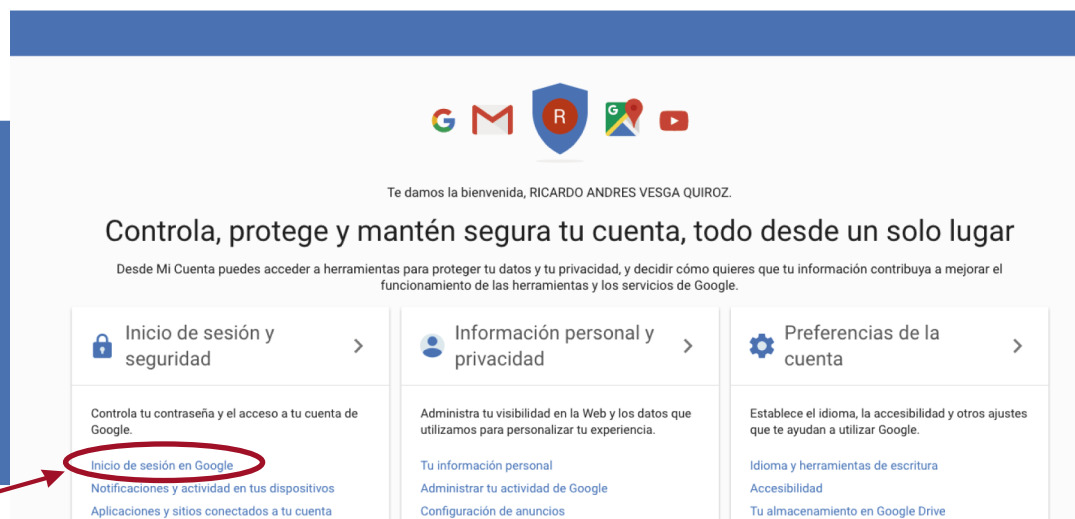 G
R
G
Te damos la bienvenida, RICARDO ANDRES VESGA QUIROZ.
Controla, protege y mantén segura tu cuenta, todo desde un solo lugar
Desde Mi Cuenta puedes acceder a herramientas para proteger tu datos y tu privacidad, y decidir cómo quieres que tu información contribuya a mejorar el
funcionamiento de las herramientas y los servicios de Google.
Inicio de sesión y
seguridad
Controla tu contraseña y el acceso a tu cuenta de
Google.
Inicio de sesión en Google
Notificaciones y actividad en tus dispositivos
Aplicaciones y sitios conectados a tu cuenta
Información personal y
privacidad
Administra tu visibilidad en la Web y los datos que
utilizamos para personalizar tu experiencia.
Tu información personal
Administrar tu actividad de Google
Configuración de anuncios
Preferencias de la
cuenta
Establece el idioma, la accesibilidad y otros ajustes
que te ayudan a utilizar Google.
Idioma y herramientas de escritura
Accesibilidad
Tu almacenamiento en Google Drive